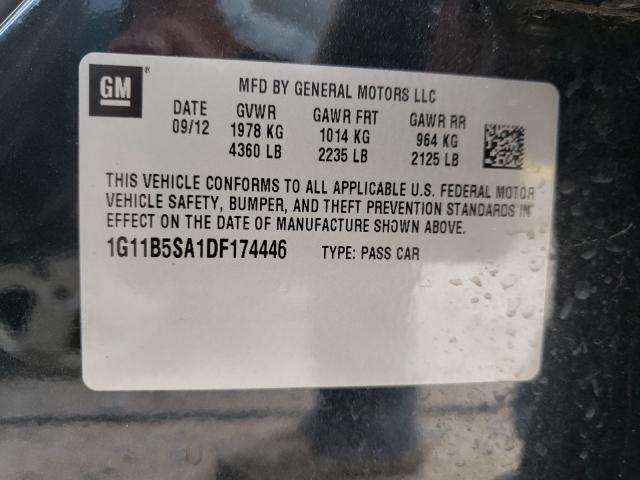 GM®
MFD BY GENERAL MOTORS LLC
DATE GVWR GAWR FRT GAWR RR
09/12 1978 KG 1014 KG 964 KG
4360 LB 2235 LB 2125 LB
THIS VEHICLE CONFORMS TO ALL APPLICABLE U.S. FEDERAL MOTOR
VEHICLE SAFETY, BUMPER, AND THEFT PREVENTION STANDARDS IN
EFFECT ON THE DATE OF MANUFACTURE SHOWN ABOVE.
1G11B5SA1DF174446 TYPE: PASS CAR